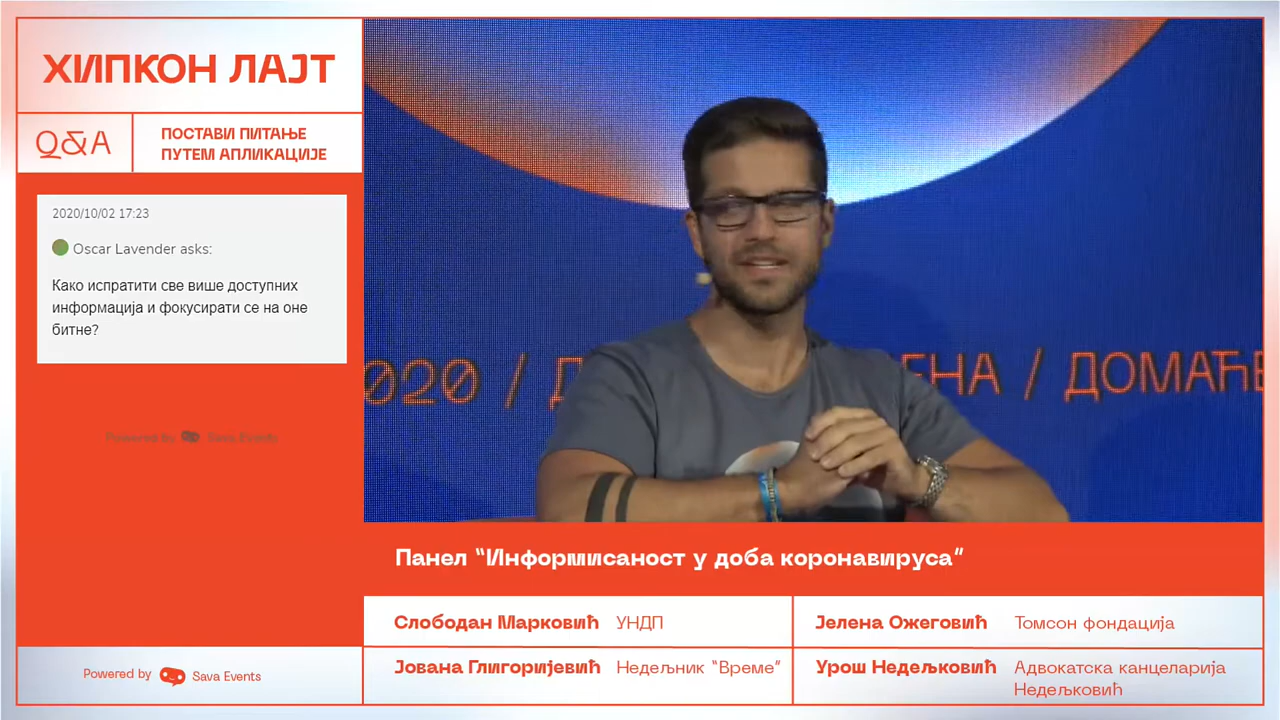 ХИПКОН ЛАЈТ
Q&A
ПОСТАВИ ПИТАЊЕ
ПУТЕМ АПЛИКАЦИЈЕ
2020/10/02 17:23
Oscar Lavender asks:
Како испратити све више доступних
информација и фокусирати се на оне
битне?
Powered by Sava Events
Powered by Sava Events
020 / Д ЕНА / ДОМАЋЕ
Панел “Информисаност у доба коронавируса”
Слободан Марковић УНДП
Јелена Ожеговић Томсон фондација
Јована Глигоријевић Недељник “Време”
Урош Недељковић Адвокатска канцеларија
Недељковић